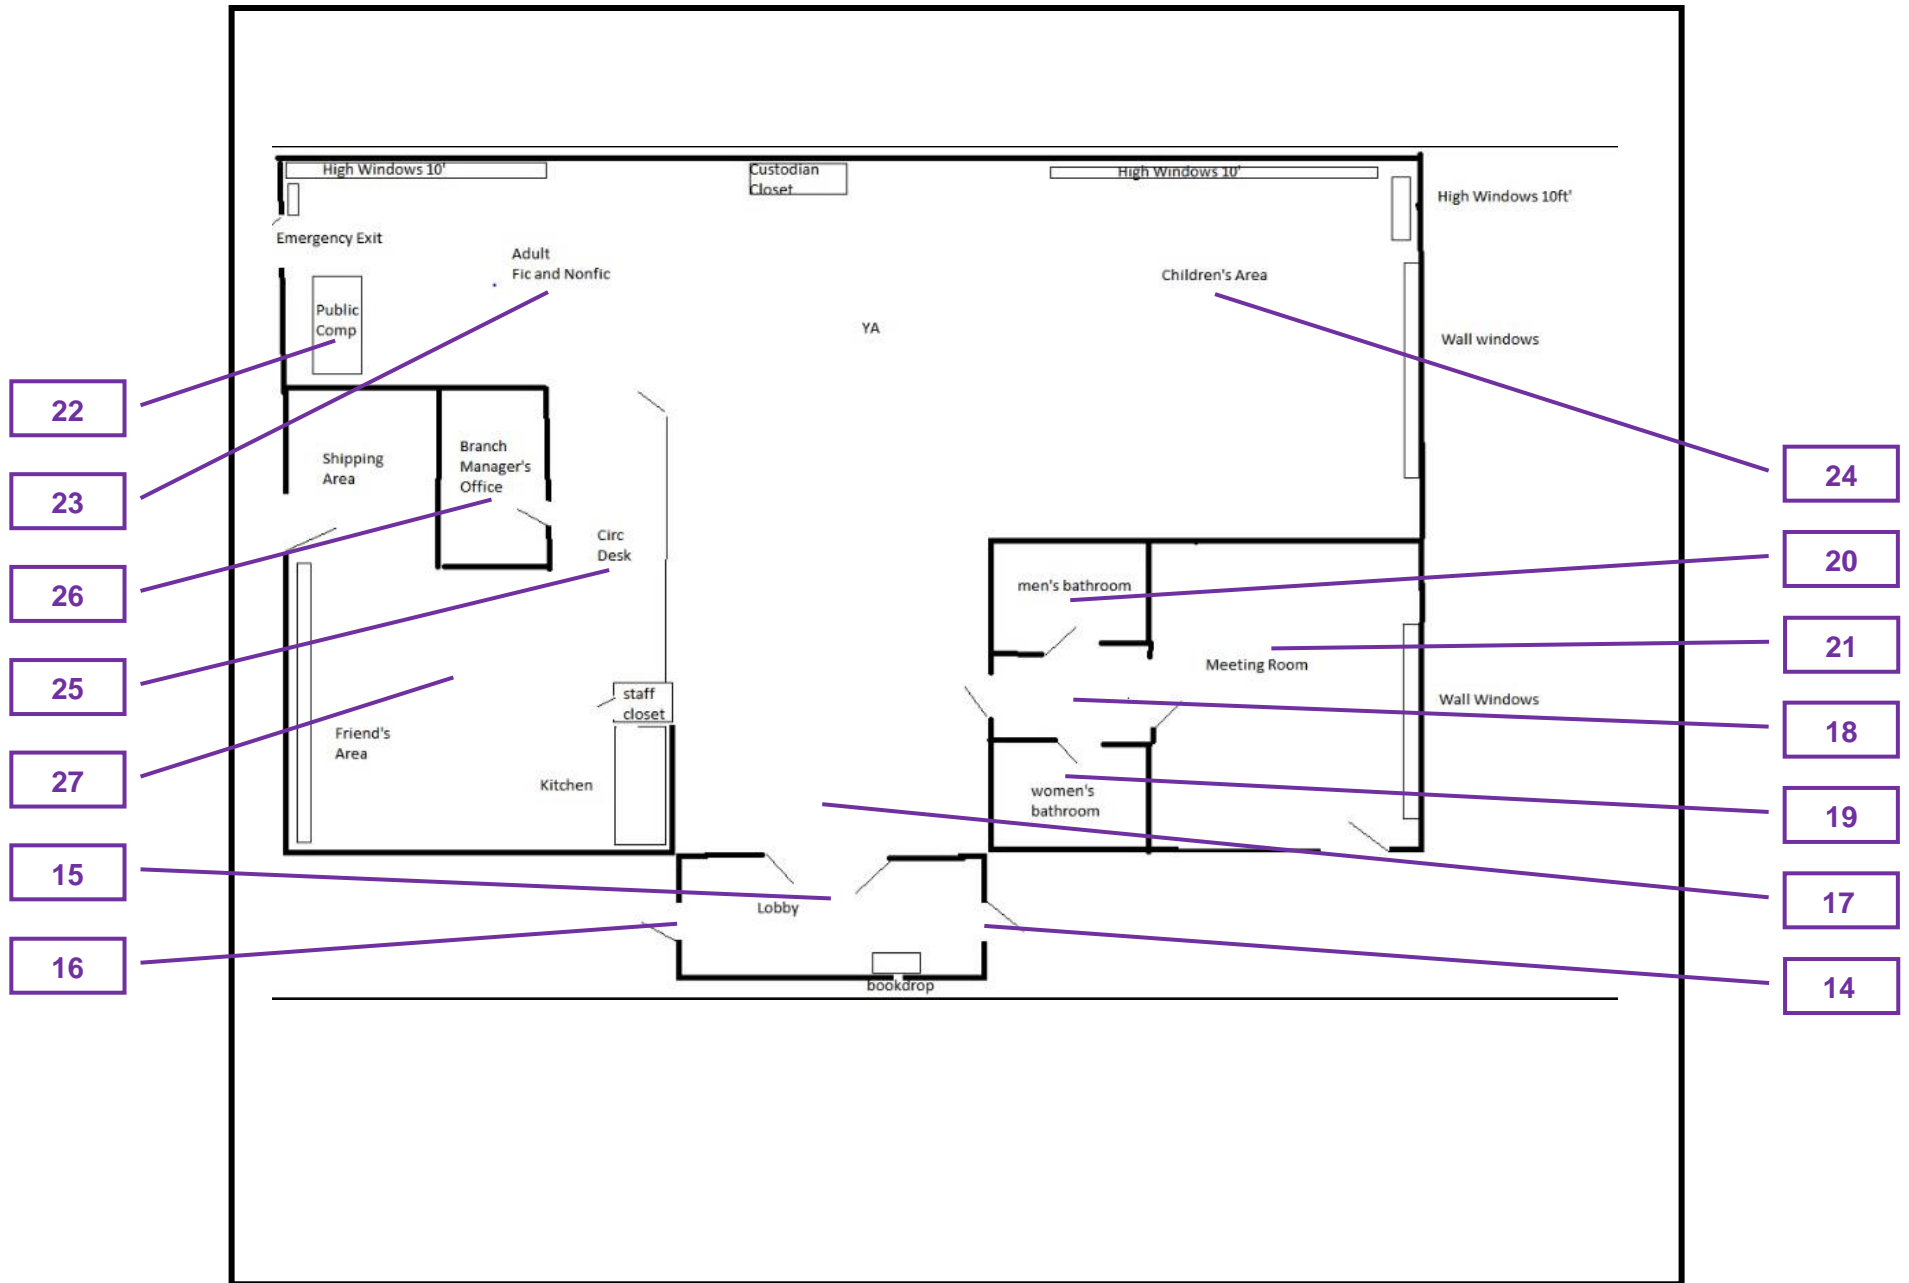 High Windows 10'
Custodian
Closet
High Windows 10'
High Windows 10ft'
Emergency Exit
Adult
Fic and Nonfic
Children's Area
Public
Comp
YA
Wall windows
22
Shipping
Area
Branch
Manager's
Office
24
23
Circ
Desk
20
26
men's bathroom
21
Meeting Room
25
staff
closet
Wall Windows
18
Friend's
Area
27
Kitchen
women's
bathroom
19
15
Lobby
17
16
bookdrop
14